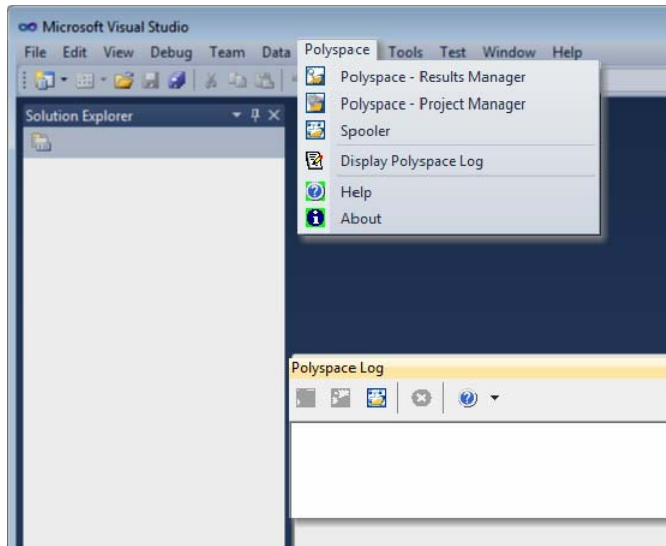 Microsoft Visual Studio
File Edit View Debug Team Data Polyspace Tools Test Window Help
Polyspace - Results Manager
Polyspace - Project Manager
Solution Explorer
Spooler
Display Polyspace Log
Help
About
Polyspace Log